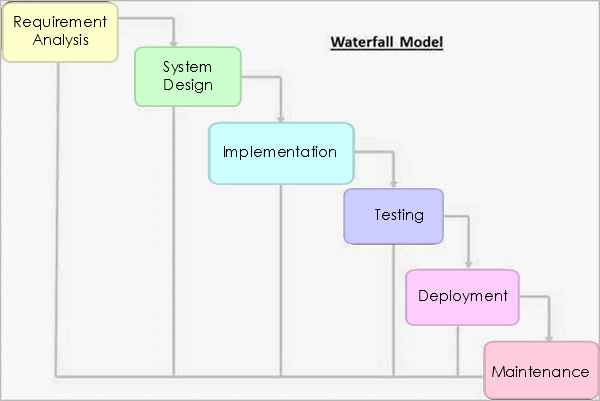 Requirement
Analysis
Waterfall Model
System
Design
Implementation
Testing
Deployment
Maintenance